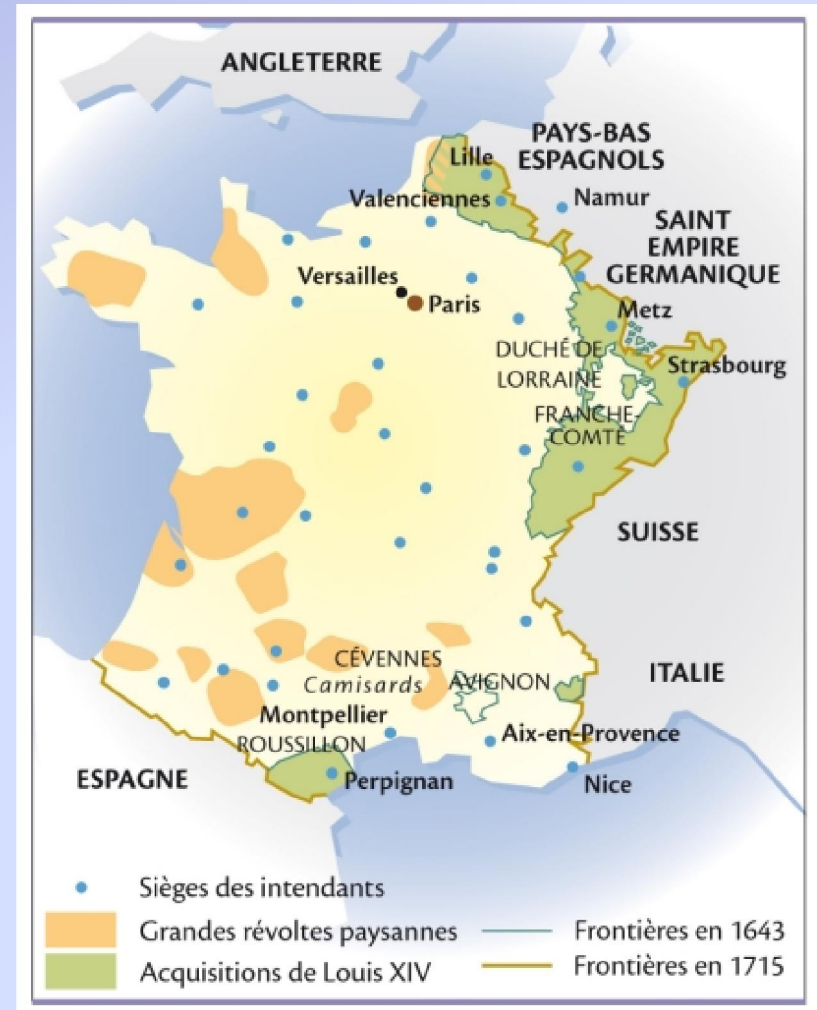 ANGLETERRE
PAYS-BAS
ESPAGNOLS
Lille
Valenciennes
Namur
SAINT
EMPIRE
GERMANIQUE
Versailles
Paris
Metz
DUCHÉ DE
LORRAINE
Strasbourg
FRANCHE-
COMTÉ
SUISSE
CÉVENNES
Camisards
AVIGNON
ITALIE
Montpellier
ROUSSILLON
Aix-en-Provence
ESPAGNE
Perpignan
Nice
Sièges des intendants
Grandes révoltes paysannes
Frontières en 1643
Acquisitions de Louis XIV
Frontières en 1715